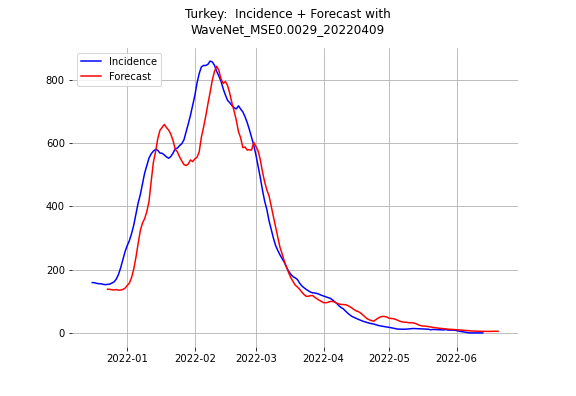 Turkey:  Incidence + Forecast with
WaveNet_MSE0.0029_20220409
Incidence
Forecast
800
600
400
200
0
2022-01 2022-02 2022-03 2022-04 2022-05 2022-06